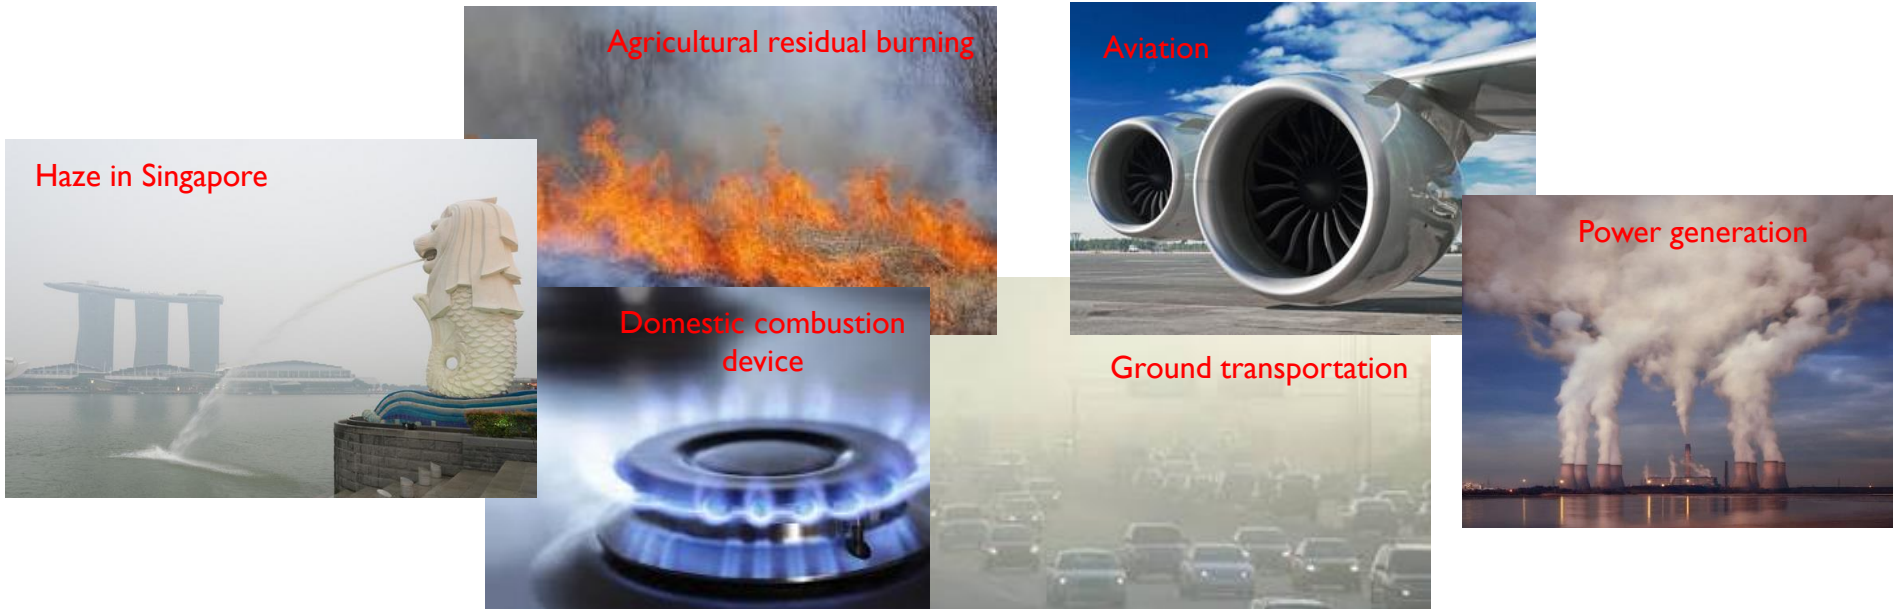 Agricultural residual burning
Aviation
Haze in Singapore
Power generation
Domestic combustion
device
Ground transportation